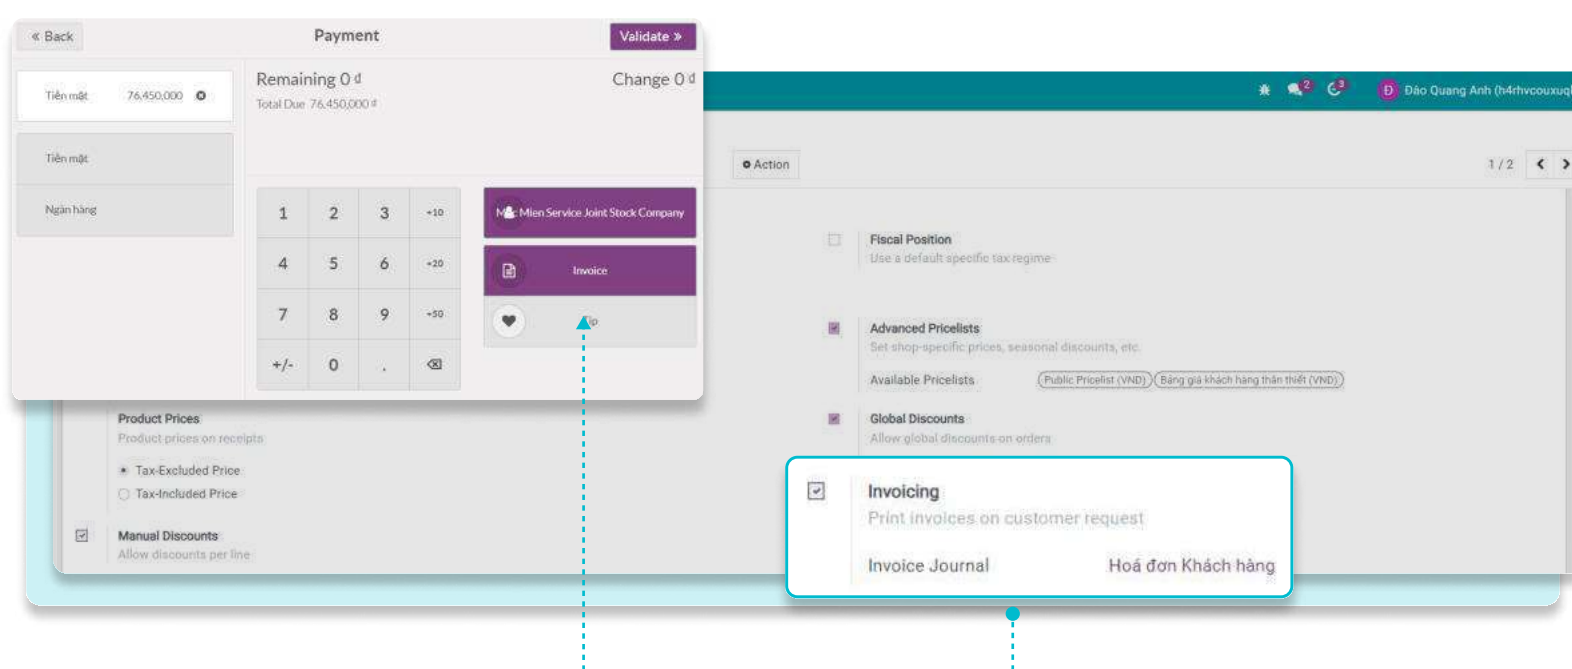 « Back
Payment
Validate »
Tiền mặt 76,450,000
Remaining 0 đ
Change 0 đ
Total Due 76,450,000 đ
Tiền mặt
Ngân hàng
1 2 3 +10
4 5 6 +20
7 8 9 +50
+/- 0 .
Mien Service Joint Stock Company
Invoice
2 3 Đ Đào Quang Anh
Action
1 / 2
Fiscal Position
Use a default specific tax regime
Advanced Pricelists
Set shop-specific prices, seasonal discounts, etc.
Available Pricelists Public Pricelist (VND) Bảng giá khách hàng thân thiết (VND)
Product Prices
Product prices on receipts
Tax-Excluded Price
Tax-Included Price
Manual Discounts
Allow discounts per line
Global Discounts
Allow global discounts on orders
Invoicing
Print invoices on customer request
Invoice Journal Hoá đơn Khách hàng